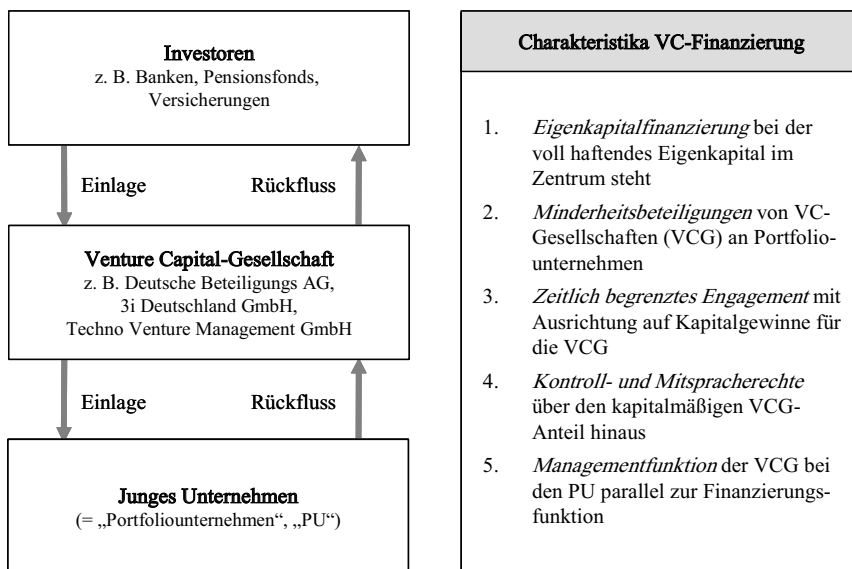 Investoren
z. B. Banken, Pensionsfonds,
Versicherungen
Einlage
Rückfluss
Venture Capital-Gesellschaft
z. B. Deutsche Beteiligungs AG,
3i Deutschland GmbH,
Techno Venture Management GmbH
Einlage
Rückfluss
Junges Unternehmen
(= „Portfoliounternehmen“, „PU“)
Charakteristika VC-Finanzierung
1. Eigenkapitalfinanzierung bei der
voll haftendes Eigenkapital im
Zentrum steht
2. Minderheitsbeteiligungen von VC-
Gesellschaften (VCG) an Portfolio-
unternehmen
3. Zeitlich begrenztes Engagement mit
Ausrichtung auf Kapitalgewinne für
die VCG
4. Kontroll- und Mitspracherechte
über den kapitalmäßigen VCG-
Anteil hinaus
5. Managementfunktion der VCG bei
den PU parallel zur Finanzierungs-
funktion